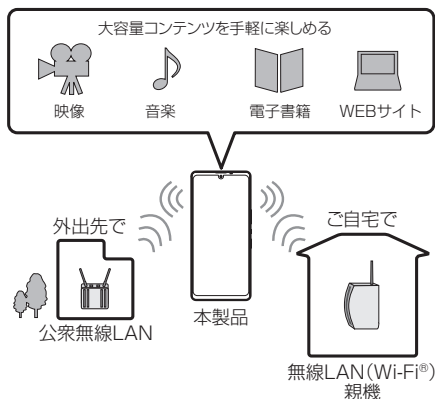 大容量コンテンツを手軽に楽しめる
映像
音楽
電子書籍
WEBサイト
外出先で
ご自宅で
公衆無線LAN
本製品
無線LAN(Wi-Fi®)
親機